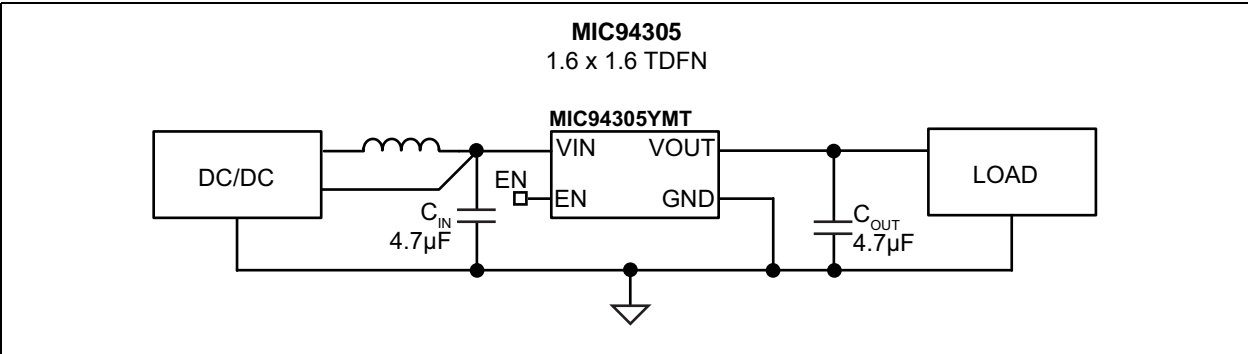 MIC94305
1.6 x 1.6 TDFN
MIC94305YMT
DC/DC
VIN
VOUT
EN
EN
GND
LOAD
CIN
4.7µF
COUT
4.7µF